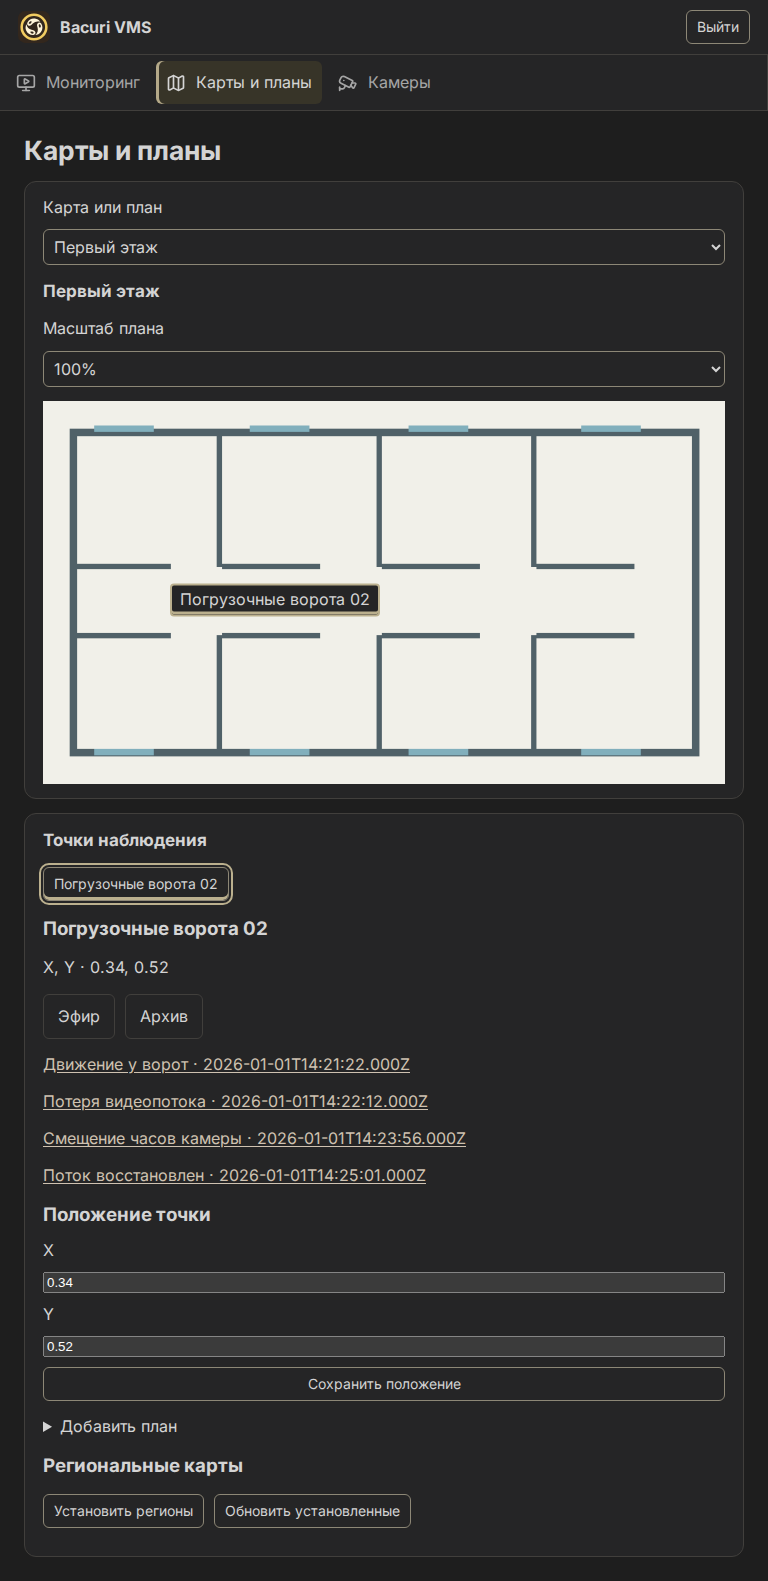 Bacuri VMS
Выйти
Мониторинг
Карты и планы
Камеры
Карты и планы
Карта или план
Первый этаж
Первый этаж
Масштаб плана
100%
Погрузочные ворота 02
Точки наблюдения
Погрузочные ворота 02
Погрузочные ворота 02
X, Y · 0.34, 0.52
Эфир
Архив
Движение у ворот · 2026-01-01T14:21:22.000Z
Потеря видеопотока · 2026-01-01T14:22:12.000Z
Смещение часов камеры · 2026-01-01T14:23:56.000Z
Поток восстановлен · 2026-01-01T14:25:01.000Z
Положение точки
X
0.34
Y
0.52
Сохранить положение
Добавить план
Региональные карты
Установить регионы
Обновить установленные